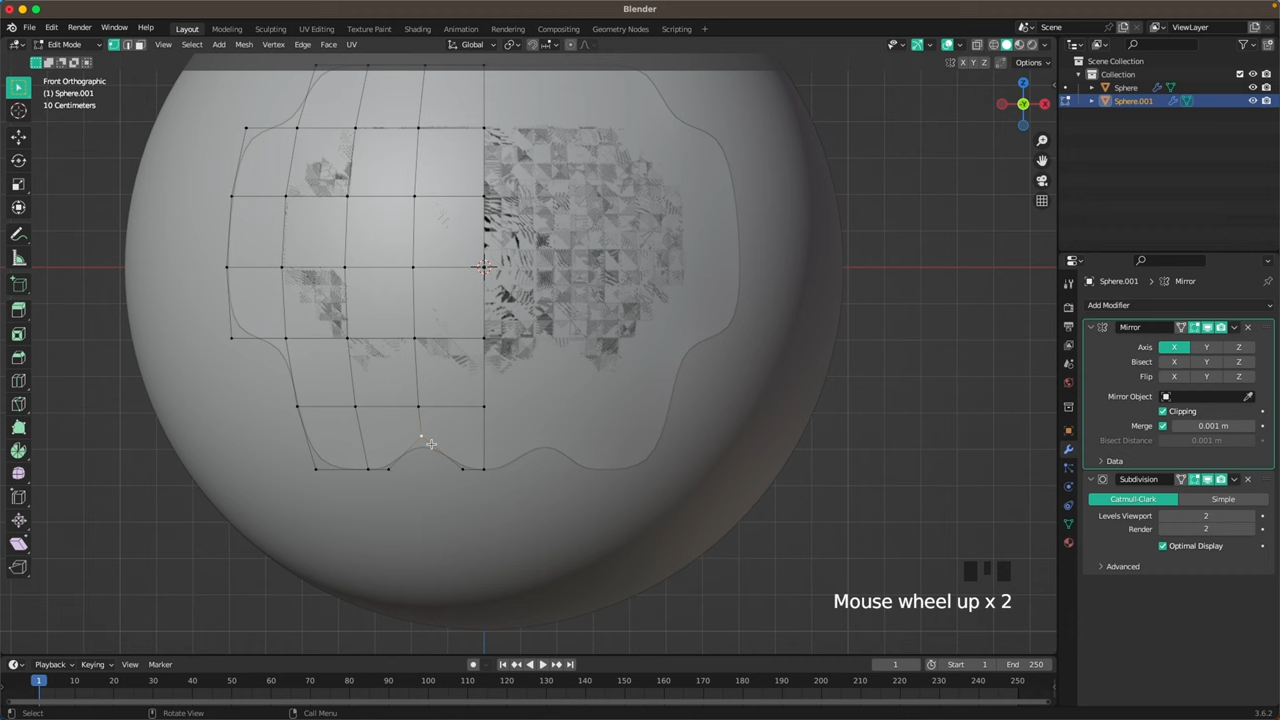 Blender
File Edit Render Window Help Layout Modeling Sculpting UV Editing Texture Paint Shading Animation Rendering Compositing Geometry Nodes Scripting + Scene ViewLayer
Edit Mode View Select Add Mesh Vertex Edge Face UV Global
X Y Z Options
Front Orthographic
(1) Sphere.001
10 Centimeters
Z
Y
X
Scene Collection
Collection
Sphere
Sphere.001
Sphere.001 > Mirror
Add Modifier
Mirror
Axis X Y Z
Bisect X Y Z
Flip X Y Z
Mirror Object
Clipping
Merge 0.001 m
Bisect Distance 0.001 m
Data
Subdivision
Catmull-Clark Simple
Levels Viewport 2
Render 2
Optimal Display
Advanced
Mouse wheel up x 2
Playback Keying View Marker 1 Start 1 End 250
1 10 20 30 40 50 60 70 80 90 100 110 120 130 140 150 160 170 180 190 200 210 220 230 240 250
Select Rotate View Call Menu 3.6.2